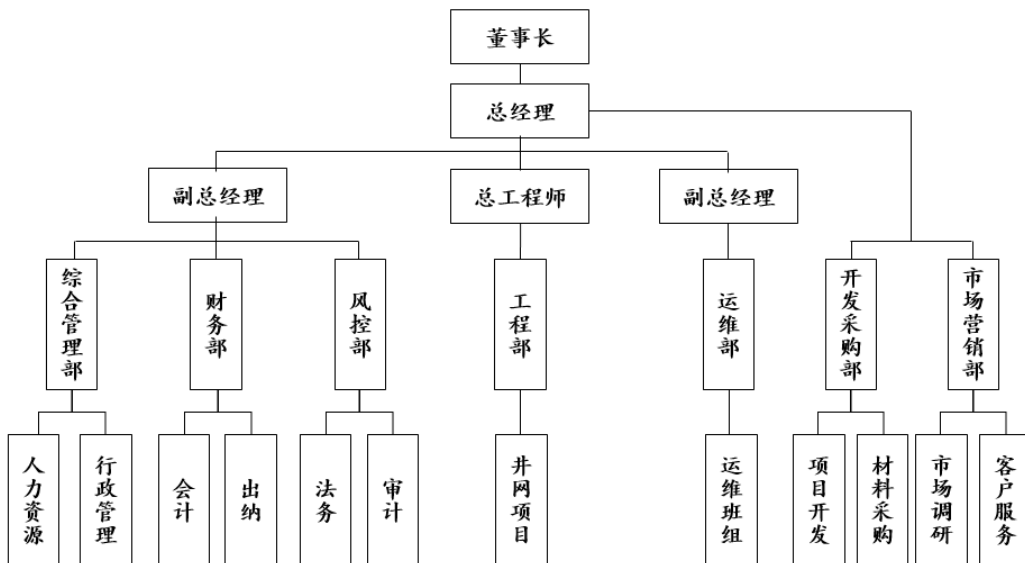 董事长
总经理
副总经理
总工程师
副总经理
综合管理部
财务部
风控部
工程部
运维部
开发采购部
市场营销部
人力资源
行政管理
会计
出纳
法务
审计
井网项目
运维班组
项目开发
材料采购
市场调研
客户服务